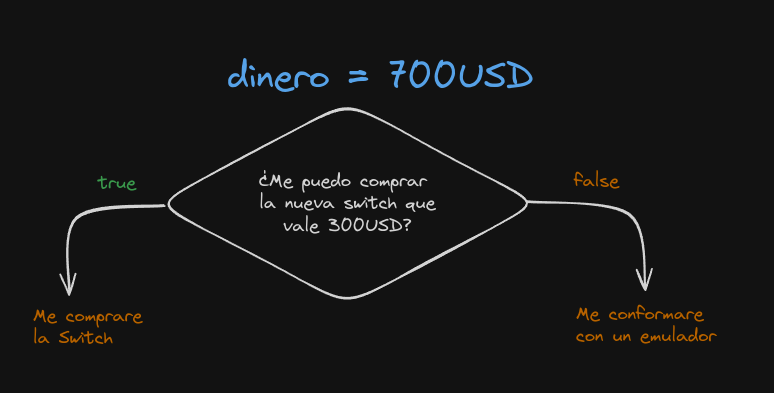 dinero = 700USD
¿Me puedo comprar
la nueva switch que
vale 300USD?
true
false
Me comprare
la Switch
Me conformare
con un emulador